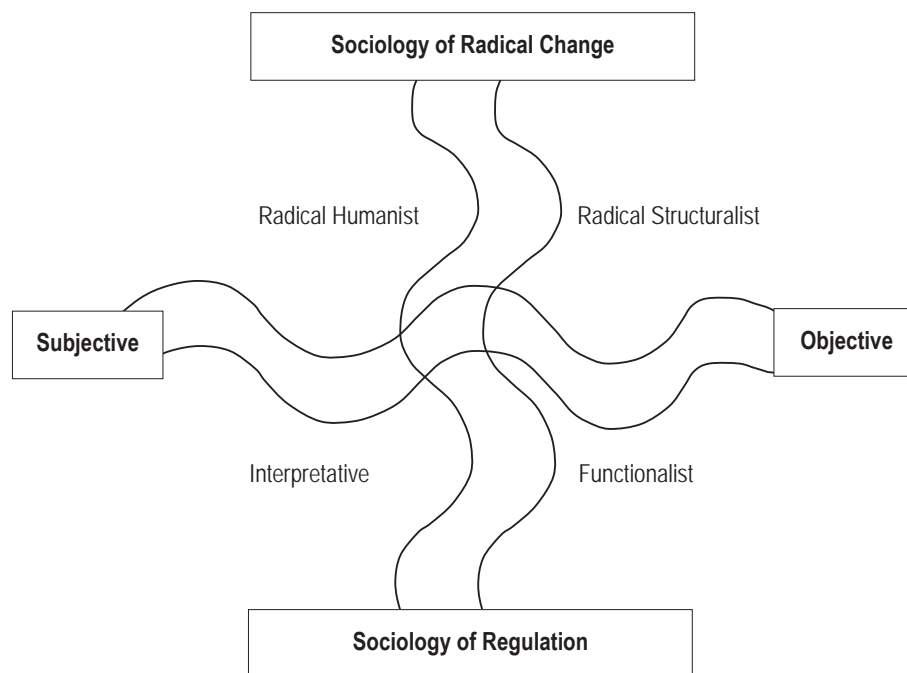 Sociology of Radical Change
Radical Humanist
Radical Structuralist
Subjective
Objective
Interpretative
Functionalist
Sociology of Regulation